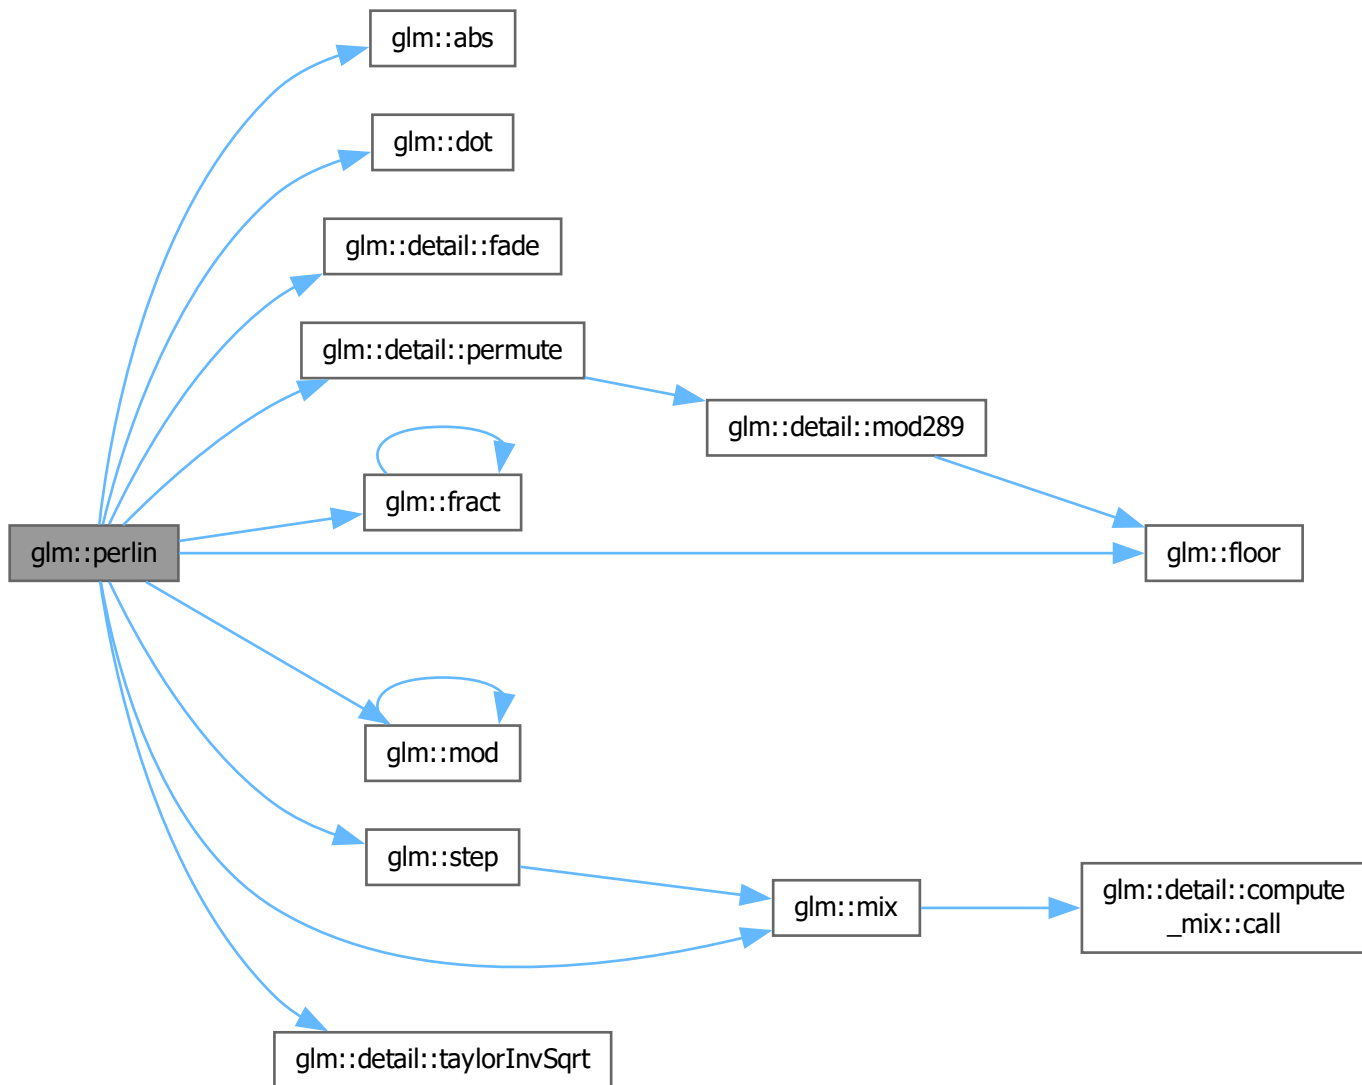 glm::abs
glm::dot
glm::detail::fade
glm::detail::permute
glm::detail::mod289
glm::fract
glm::perlin
glm::floor
glm::mod
glm::step
glm::mix
glm::detail::compute
_mix::call
glm::detail::taylorInvSqrt